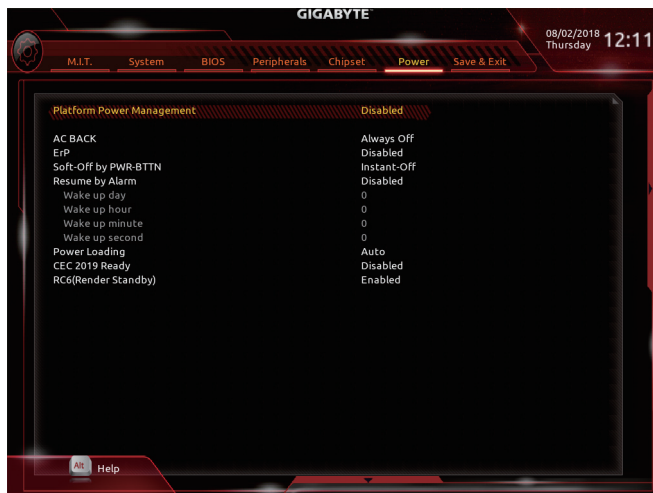 GIGABYTE™
08/02/2018 12:11
Thursday
M.I.T. System BIOS Peripherals Chipset Power Save & Exit
Platform Power Management Disabled
AC BACK Always Off
ErP Disabled
Soft-Off by PWR-BTTN Instant-Off
Resume by Alarm Disabled
Wake up day 0
Wake up hour 0
Wake up minute 0
Wake up second 0
Power Loading Auto
CEC 2019 Ready Disabled
RC6(Render Standby) Enabled
Alt Help